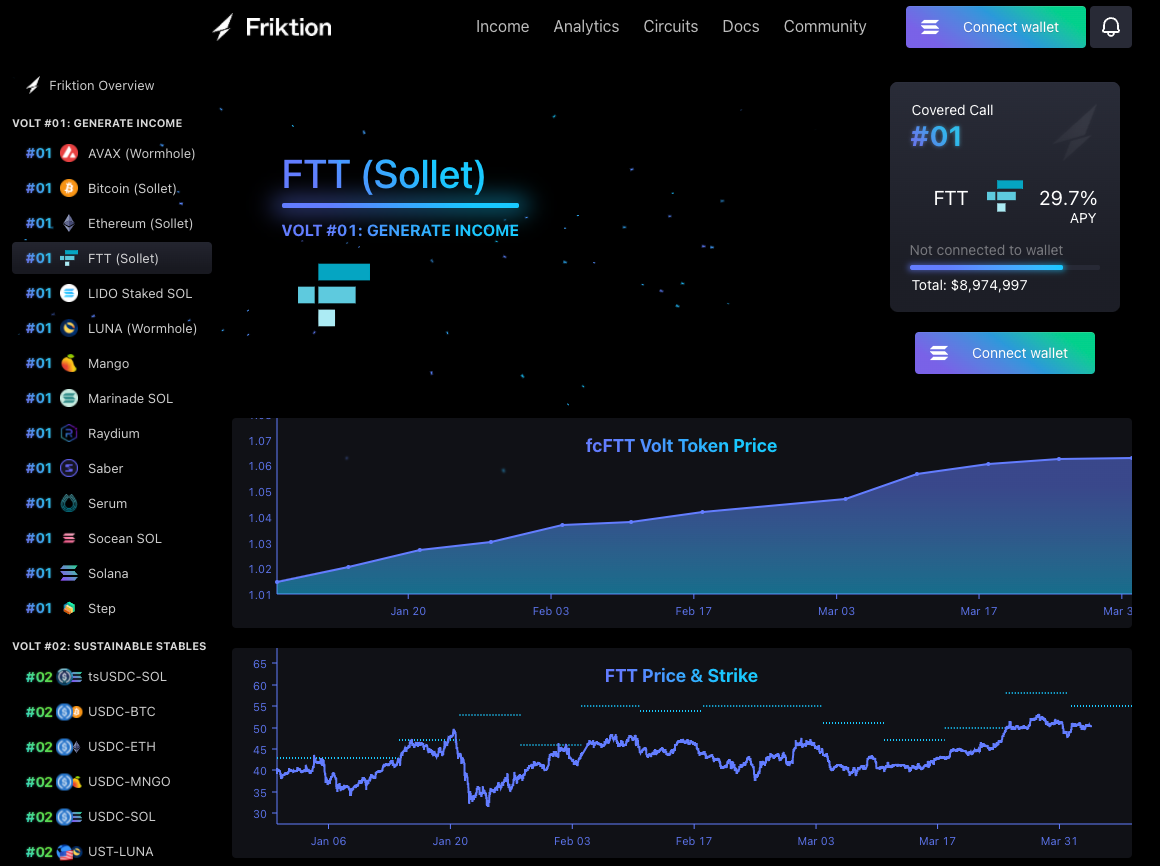 Friktion
Income
Analytics
Circuits
Docs
Community
Connect wallet
Friktion Overview
VOLT #01: GENERATE INCOME
#01 AVAX (Wormhole)
#01 Bitcoin (Sollet)
#01 Ethereum (Sollet)
#01 FTT (Sollet)
#01 LIDO Staked SOL
#01 LUNA (Wormhole)
#01 Mango
#01 Marinade SOL
#01 Raydium
#01 Saber
#01 Serum
#01 Socean SOL
#01 Solana
#01 Step
VOLT #02: SUSTAINABLE STABLES
#02 tsUSDC-SOL
#02 USDC-BTC
#02 USDC-ETH
#02 USDC-MNGO
#02 USDC-SOL
#02 UST-LUNA
FTT (Sollet)
VOLT #01: GENERATE INCOME
Covered Call
#01
FTT
29.7%
APY
Not connected to wallet
Total: $8,974,997
Connect wallet
fcFTT Volt Token Price
1.07
1.06
1.05
1.04
1.03
1.02
1.01
Jan 20
Feb 03
Feb 17
Mar 03
Mar 17
Mar 3
FTT Price & Strike
65
60
55
50
45
40
35
30
Jan 06
Jan 20
Feb 03
Feb 17
Mar 03
Mar 17
Mar 31